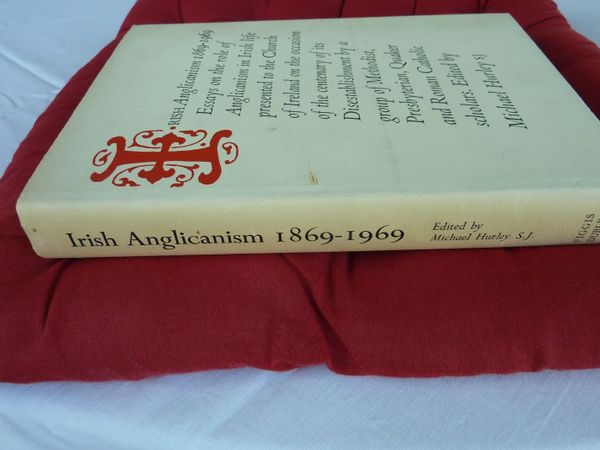 IRISH Anglicanism 1869-1969
Essays on the role of
Anglicanism in Irish life
presented to the Church
of Ireland on the occasion
of the centenary of its
Disestablishment by a
group of Methodist,
Presbyterian, Quaker
and Roman Catholic
scholars. Edited by
Michael Hurley SJ
Irish Anglicanism 1869-1969
Edited by
Michael Hurley S.J.
FIGGIS